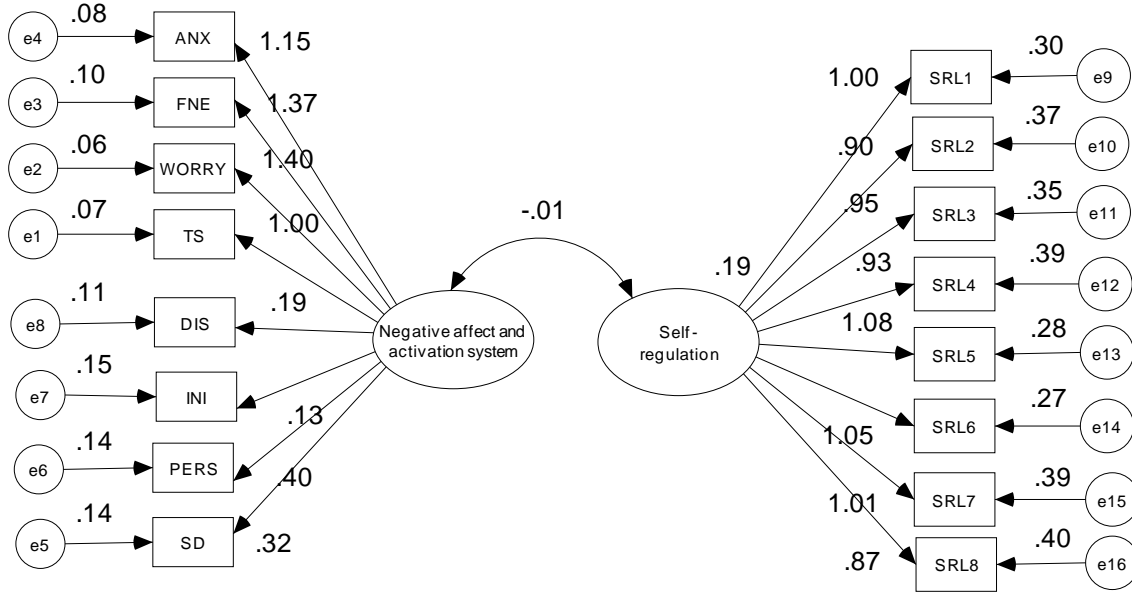 e4 .08 ANX 1.15
e3 .10 FNE 1.37
e2 .06 WORRY 1.40
e1 .07 TS 1.00
e8 .11 DIS .19
e7 .15 INI
e6 .14 PERS .13
e5 .14 SD .40
.32
Negative affect and
activation system
-.01
.19
Self-
regulation
1.00 SRL1 .30 e9
.90 SRL2 .37 e10
.95 SRL3 .35 e11
.93 SRL4 .39 e12
1.08 SRL5 .28 e13
SRL6 .27 e14
1.05 SRL7 .39 e15
1.01
.87 SRL8 .40 e16